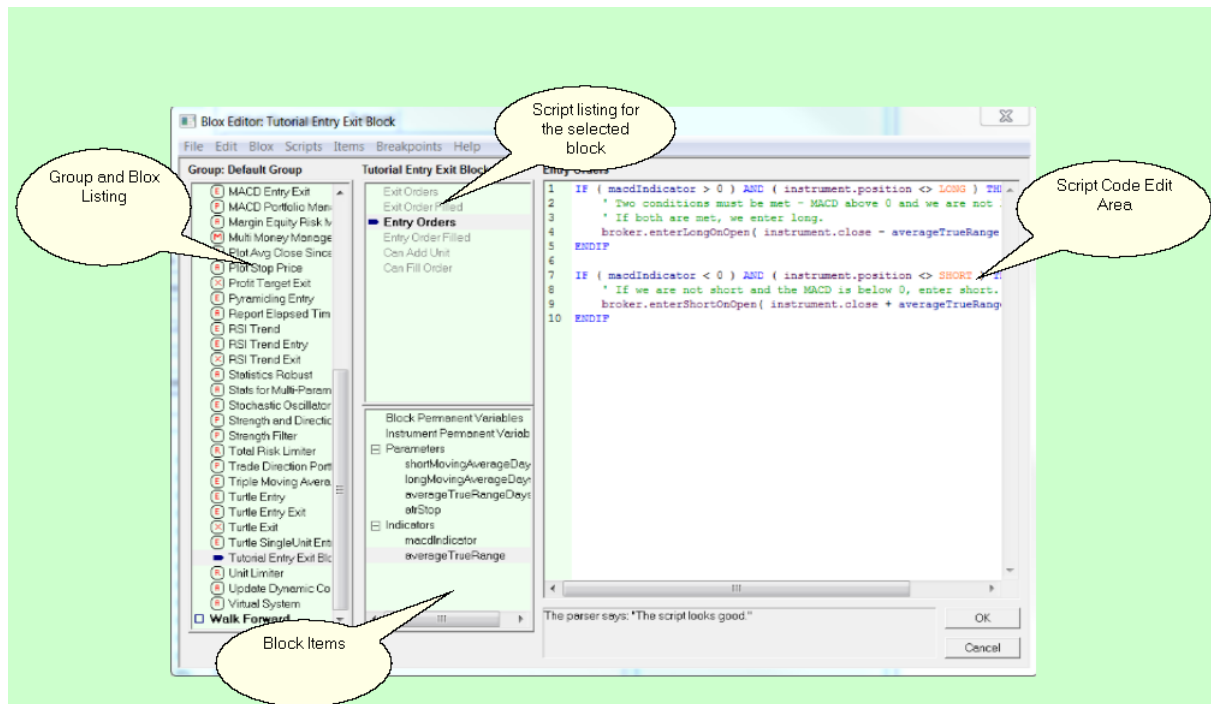 Blox Editor: Tutorial Entry Exit Block
File Edit Blox Scripts Items Breakpoints Help
Script listing for
the selected
block
Group and Blox
Listing
Script Code Edit
Area
Block Items
Group: Default Group
MACD Entry Exit
MACD Portfolio Man
Margin Equity Risk M
Multi Money Manage
Plot Avg Close Since
Plot Stop Price
Profit Target Exit
Pyramiding Entry
Report Elapsed Tim
RSI Trend
RSI Trend Entry
RSI Trend Exit
Statistics Robust
Stats for Multi-Param
Stochastic Oscillator
Strength and Directic
Strength Filter
Total Risk Limiter
Trade Direction Port
Triple Moving Avera
Turtle Entry
Turtle Entry Exit
Turtle Exit
Turtle SingleUnit Ent
Tutorial Entry Exit Blc
Unit Limiter
Update Dynamic Co
Virtual System
Walk Forward
Tutorial Entry Exit Block
Exit Orders
Exit Order Filled
Entry Orders
Entry Order Filled
Can Add Unit
Can Fill Order
Block Permanent Variables
Instrument Permanent Variab
Parameters
shortMovingAverageDay
longMovingAverageDay
averageTrueRangeDays
atrStop
Indicators
macdIndicator
averageTrueRange
Entry Orders
1 IF ( macdIndicator > 0 ) AND ( instrument.position <> LONG ) TH
2 ' Two conditions must be met - MACD above 0 and we are not
3 ' If both are met, we enter long.
4 broker.enterLongOnOpen( instrument.close - averageTrueRange
5 ENDIF
6
7 IF ( macdIndicator < 0 ) AND ( instrument.position <> SHORT ) TH
8 ' If we are not short and the MACD is below 0, enter short.
9 broker.enterShortOnOpen( instrument.close + averageTrueRang
10 ENDIF
The parser says: "The script looks good."
OK
Cancel